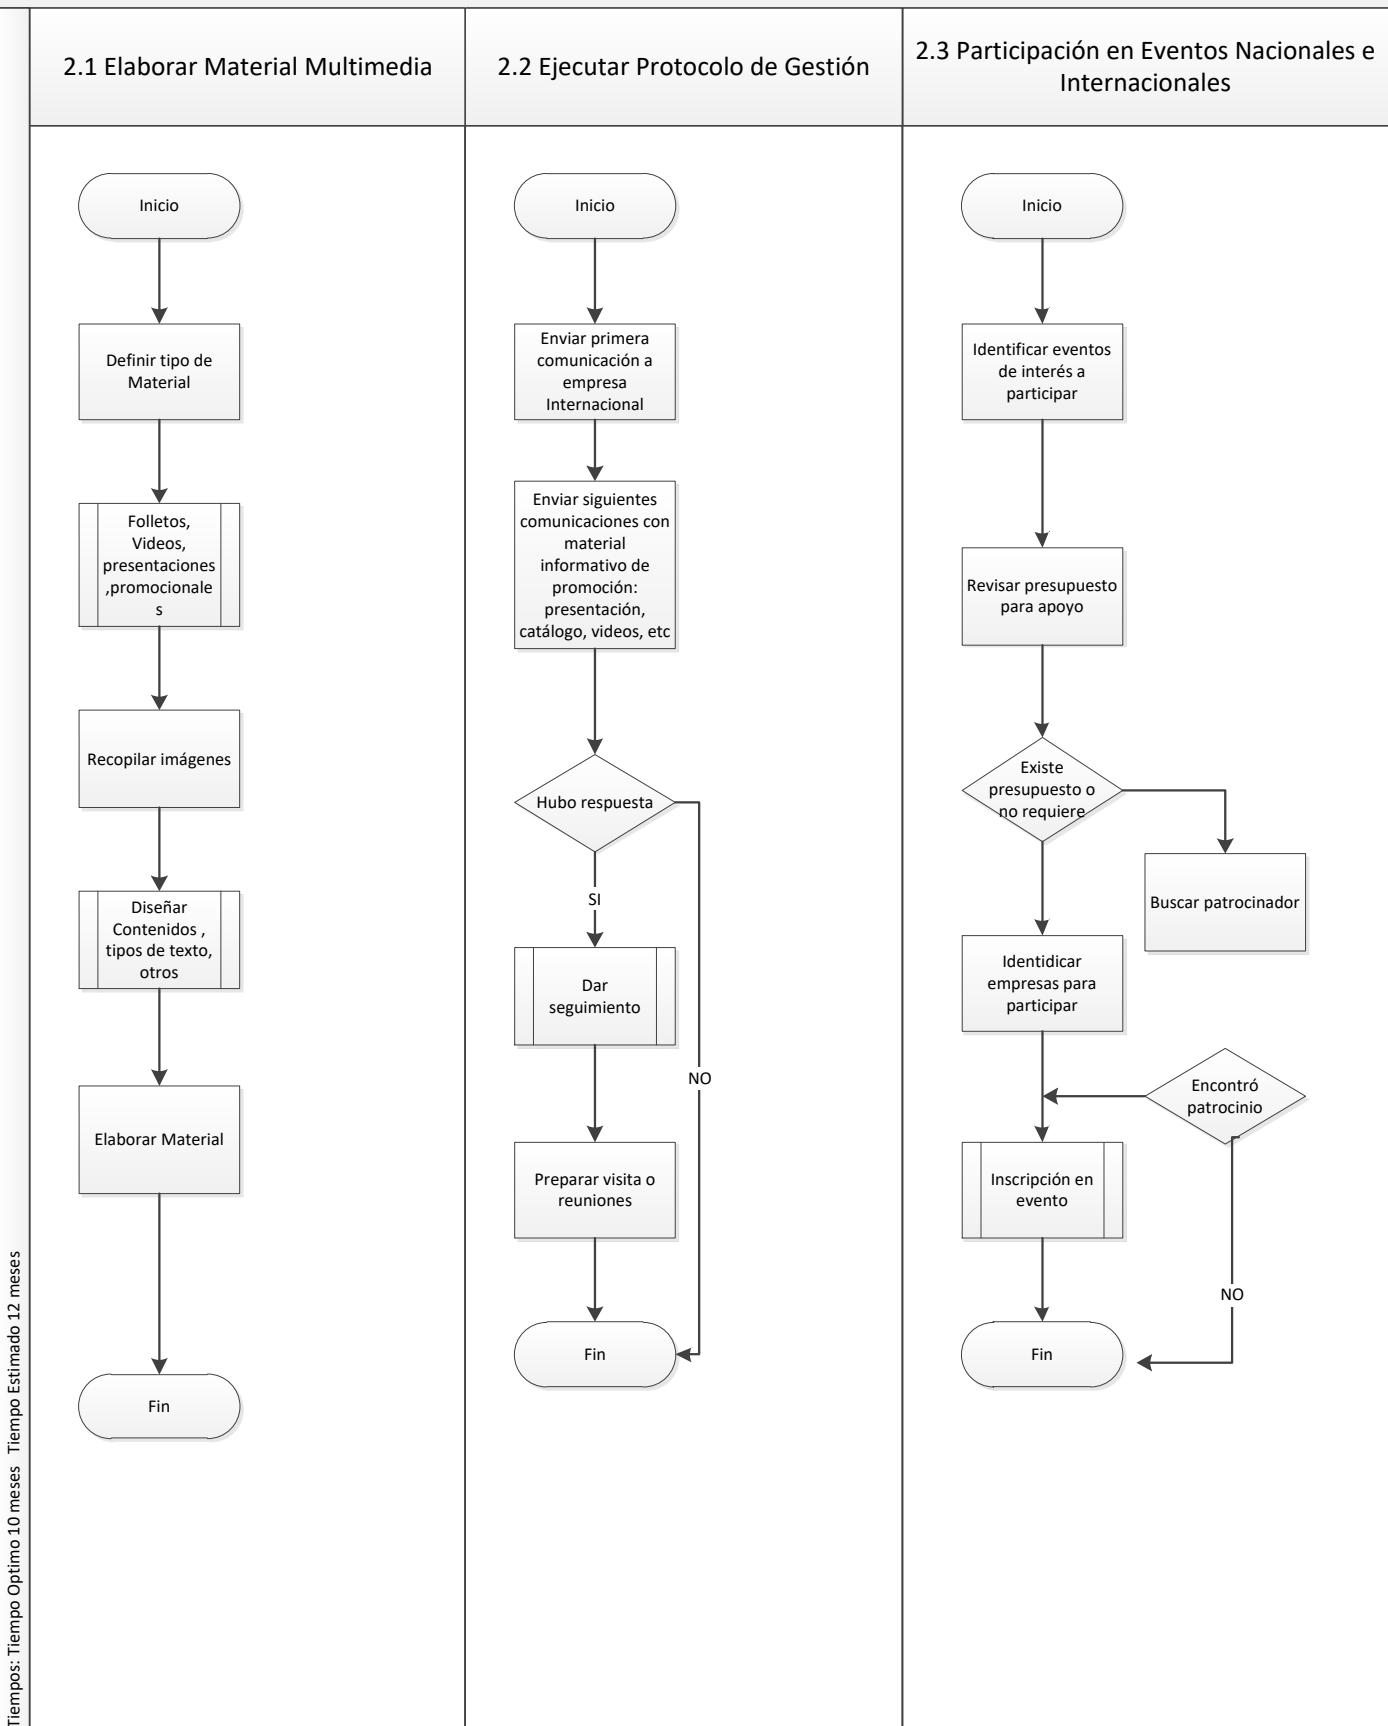 2.1 Elaborar Material Multimedia
2.2 Ejecutar Protocolo de Gestión
2.3 Participación en Eventos Nacionales e
Internacionales
Inicio
Definir tipo de
Material
Folletos,
Videos,
presentaciones
,promocionale
s
Recopilar imágenes
Diseñar
Contenidos ,
tipos de texto,
otros
Elaborar Material
Fin
Inicio
Enviar primera
comunicación a
empresa
Internacional
Enviar siguientes
comunicaciones con
material
informativo de
promoción:
presentación,
catálogo, videos, etc
Hubo respuesta
SI
Dar
seguimiento
NO
Preparar visita o
reuniones
Fin
Inicio
Identificar eventos
de interés a
participar
Revisar presupuesto
para apoyo
Existe
presupuesto o
no requiere
Buscar patrocinador
Identidicar
empresas para
participar
Encontró
patrocinio
Inscripción en
evento
NO
Fin
Tiempos: Tiempo Optimo 10 meses Tiempo Estimado 12 meses